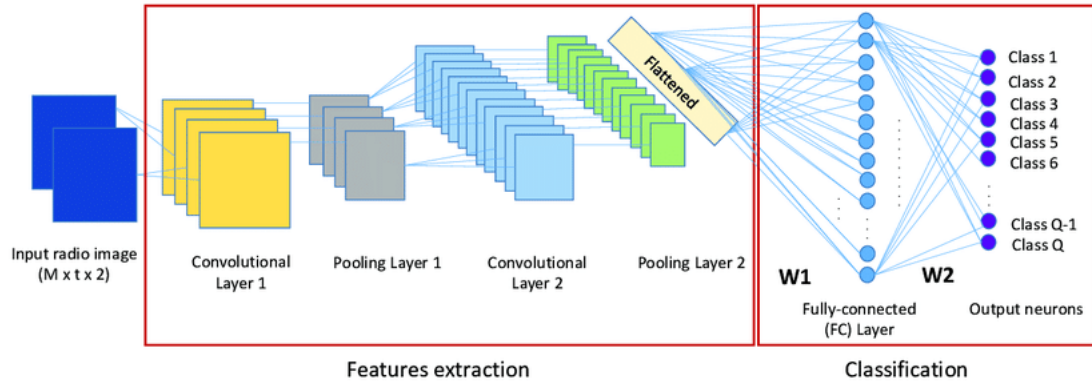 Input radio image
(M x t x 2)
Convolutional
Layer 1
Pooling Layer 1
Convolutional
Layer 2
Pooling Layer 2
Flattened
W1
Fully-connected
(FC) Layer
W2
Class 1
Class 2
Class 3
Class 4
Class 5
Class 6
Class Q-1
Class Q
Output neurons
Features extraction
Classification